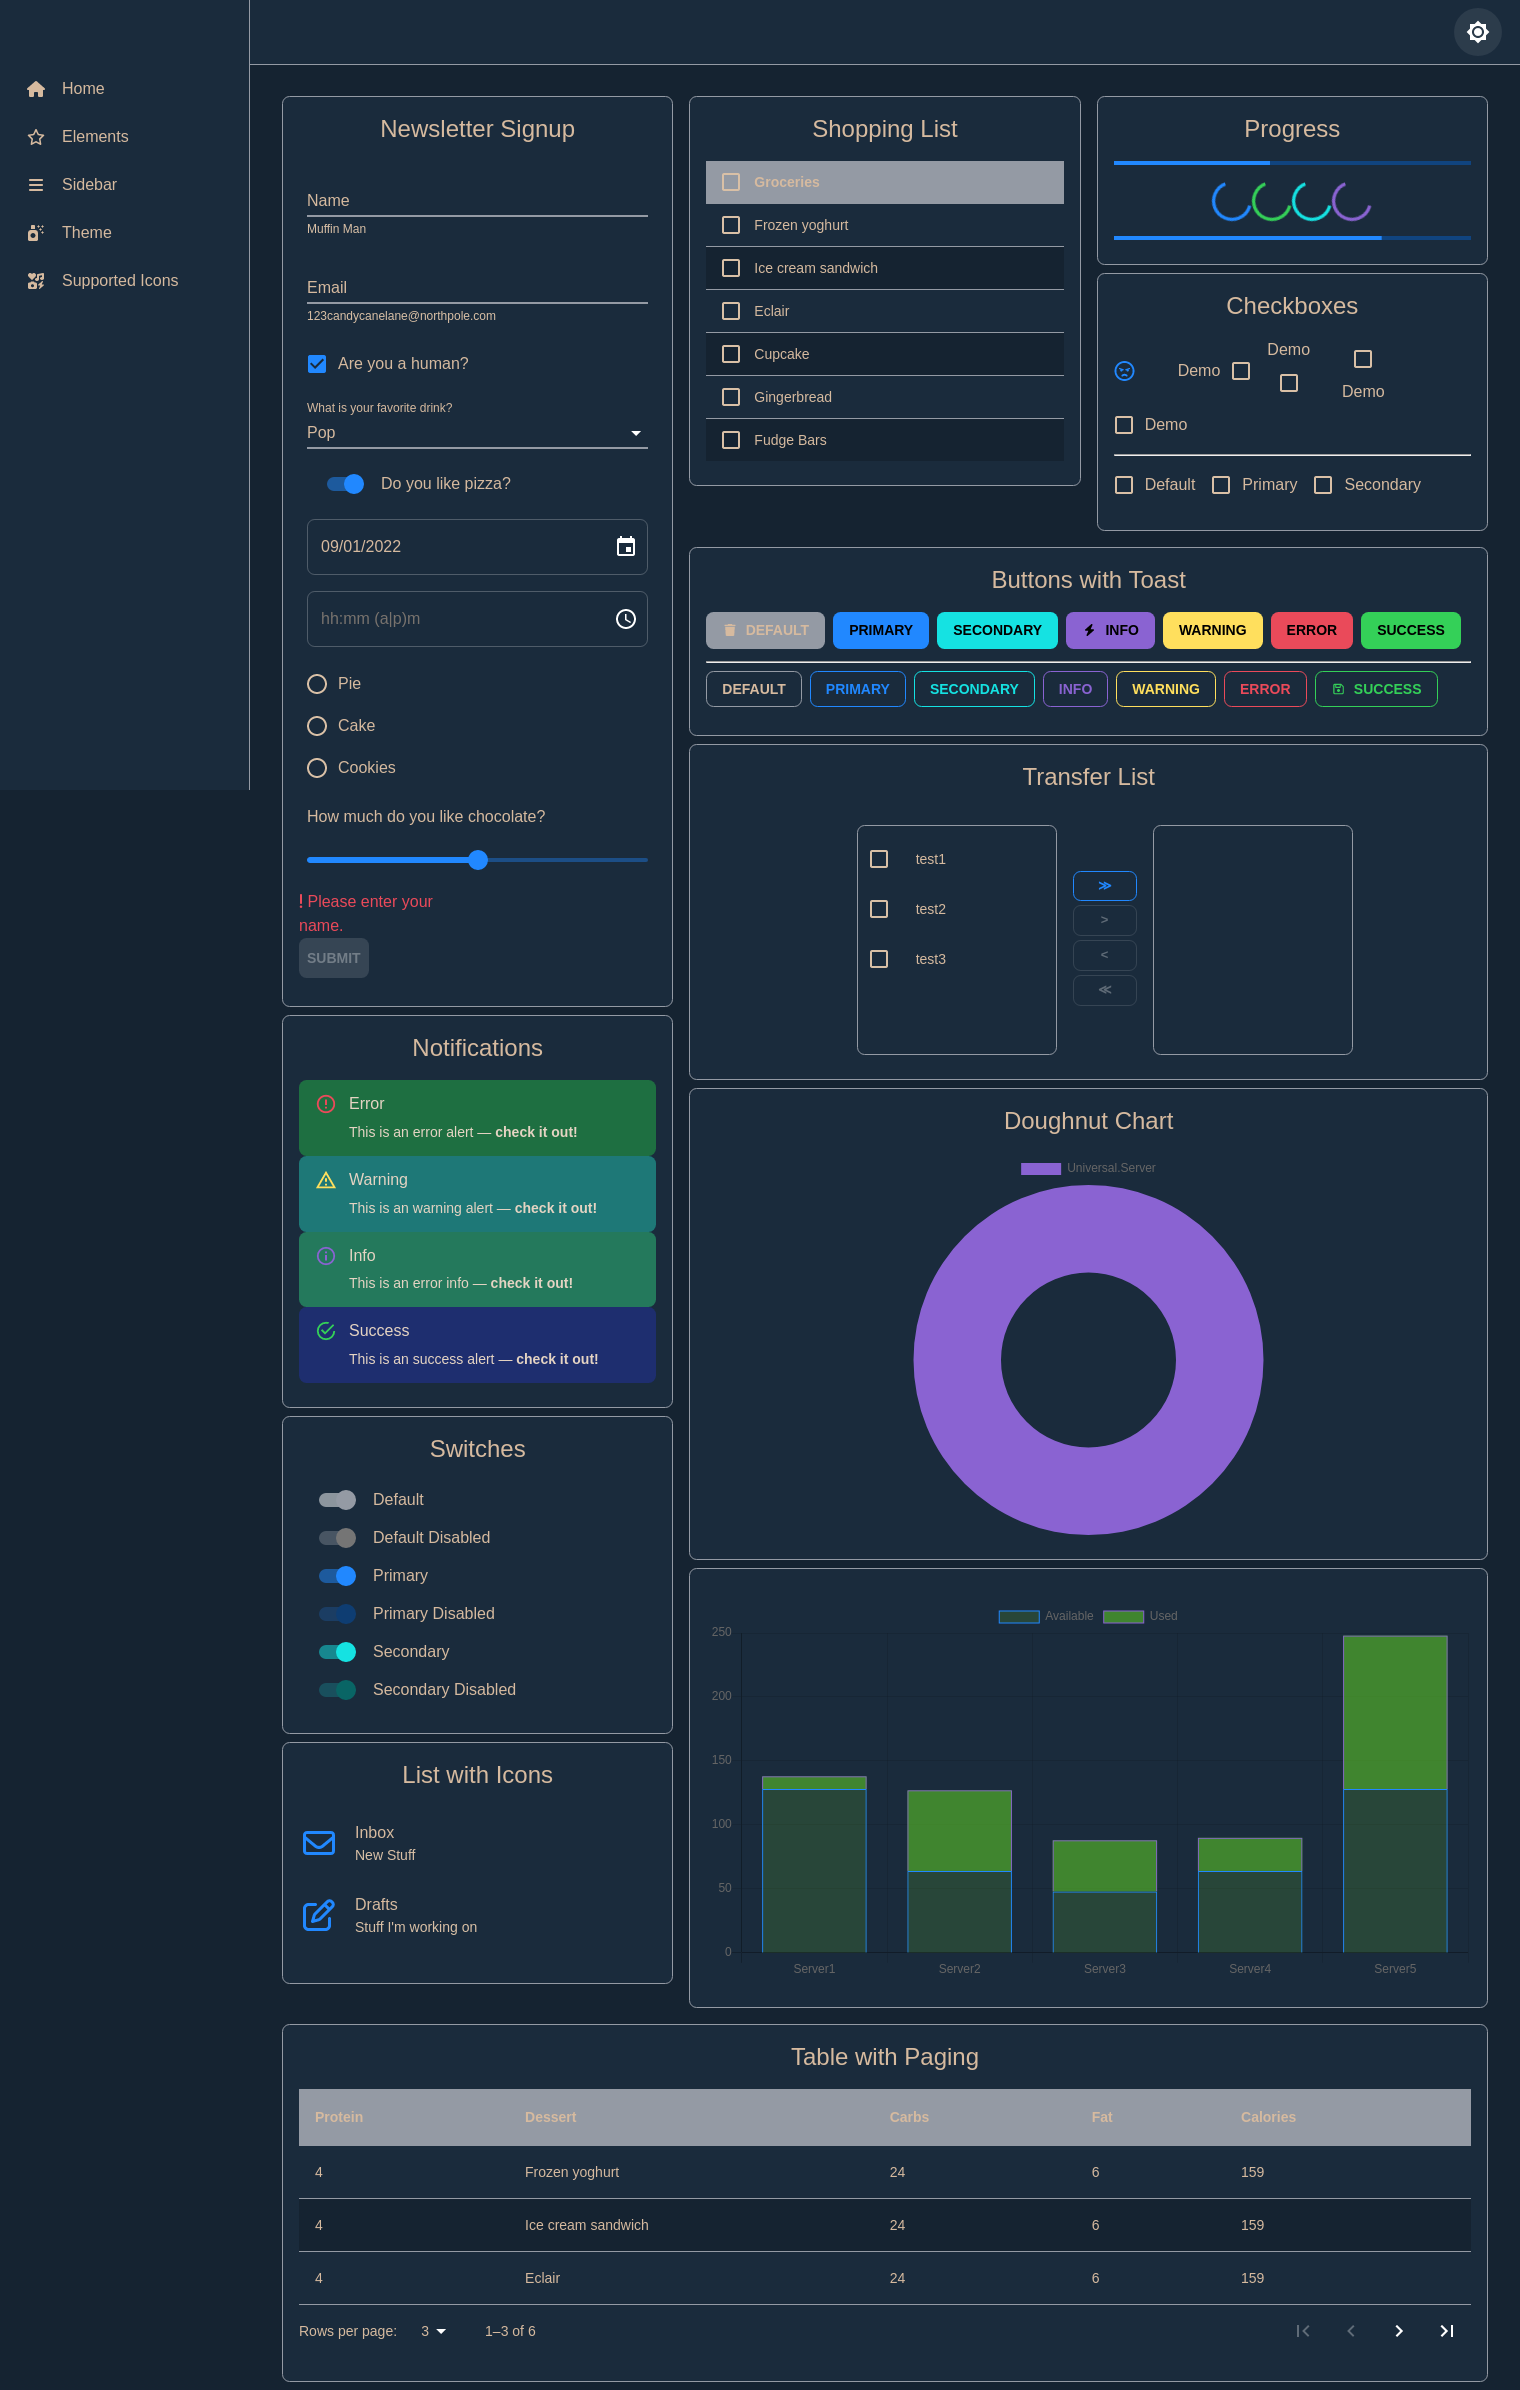 Home
Elements
Sidebar
Theme
Supported Icons
Newsletter Signup
Name
Muffin Man
Email
123candycanelane@northpole.com
Are you a human?
What is your favorite drink?
Pop
Do you like pizza?
09/01/2022
hh:mm (a|p)m
Pie
Cake
Cookies
How much do you like chocolate?
! Please enter your
name.
SUBMIT
Notifications
Error
This is an error alert — check it out!
Warning
This is an warning alert — check it out!
Info
This is an error info — check it out!
Success
This is an success alert — check it out!
Switches
Default
Default Disabled
Primary
Primary Disabled
Secondary
Secondary Disabled
List with Icons
Inbox
New Stuff
Drafts
Stuff I'm working on
Shopping List
Groceries
Frozen yoghurt
Ice cream sandwich
Eclair
Cupcake
Gingerbread
Fudge Bars
Progress
Checkboxes
Demo
Demo
Demo
Demo
Default Primary Secondary
Buttons with Toast
DEFAULT PRIMARY SECONDARY INFO WARNING ERROR SUCCESS
DEFAULT PRIMARY SECONDARY INFO WARNING ERROR SUCCESS
Transfer List
test1
test2
test3
≫
>
<
≪
Doughnut Chart
Universal.Server
Available Used
250
200
150
100
50
0
Server1 Server2 Server3 Server4 Server5
Table with Paging
Protein Dessert Carbs Fat Calories
4 Frozen yoghurt 24 6 159
4 Ice cream sandwich 24 6 159
4 Eclair 24 6 159
Rows per page: 3 1–3 of 6